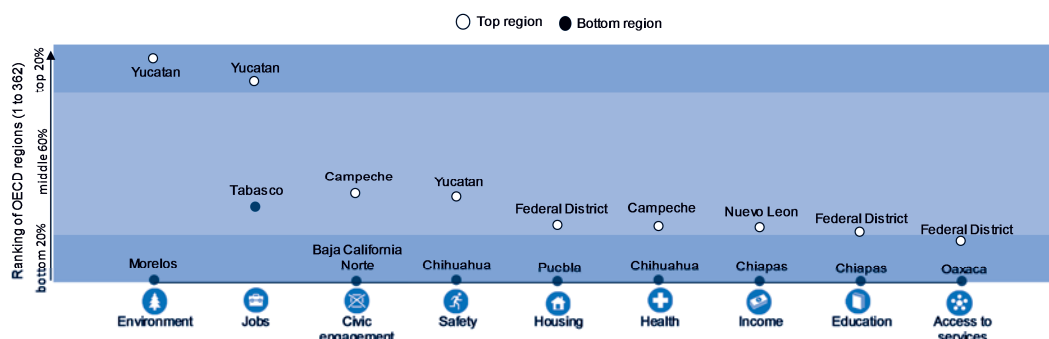 Top region
Bottom region
Ranking of OECD regions (1 to 362)
top 20%
middle 60%
bottom 20%
Yucatan
Yucatan
Tabasco
Campeche
Yucatan
Federal District
Campeche
Nuevo Leon
Federal District
Federal District
Morelos
Baja California
Norte
Chihuahua
Puebla
Chihuahua
Chiapas
Chiapas
Oaxaca
Environment
Jobs
Civic
engagement
Safety
Housing
Health
Income
Education
Access to
services